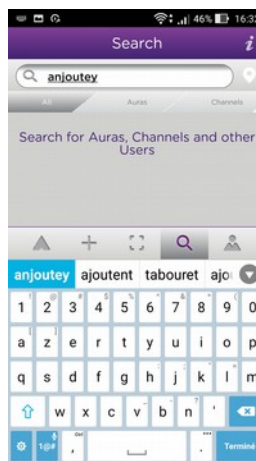 46% 16:32
Search
anjoutey
All Auras Channels
Search for Auras, Channels and other
Users
anjoutey ajoutent tabouret ajo
1 2 3 4 5 6 7 8 9 0
a z e r t y u i o p
q s d f g h j k l m
w x c v b n '
1@# , . Terminé